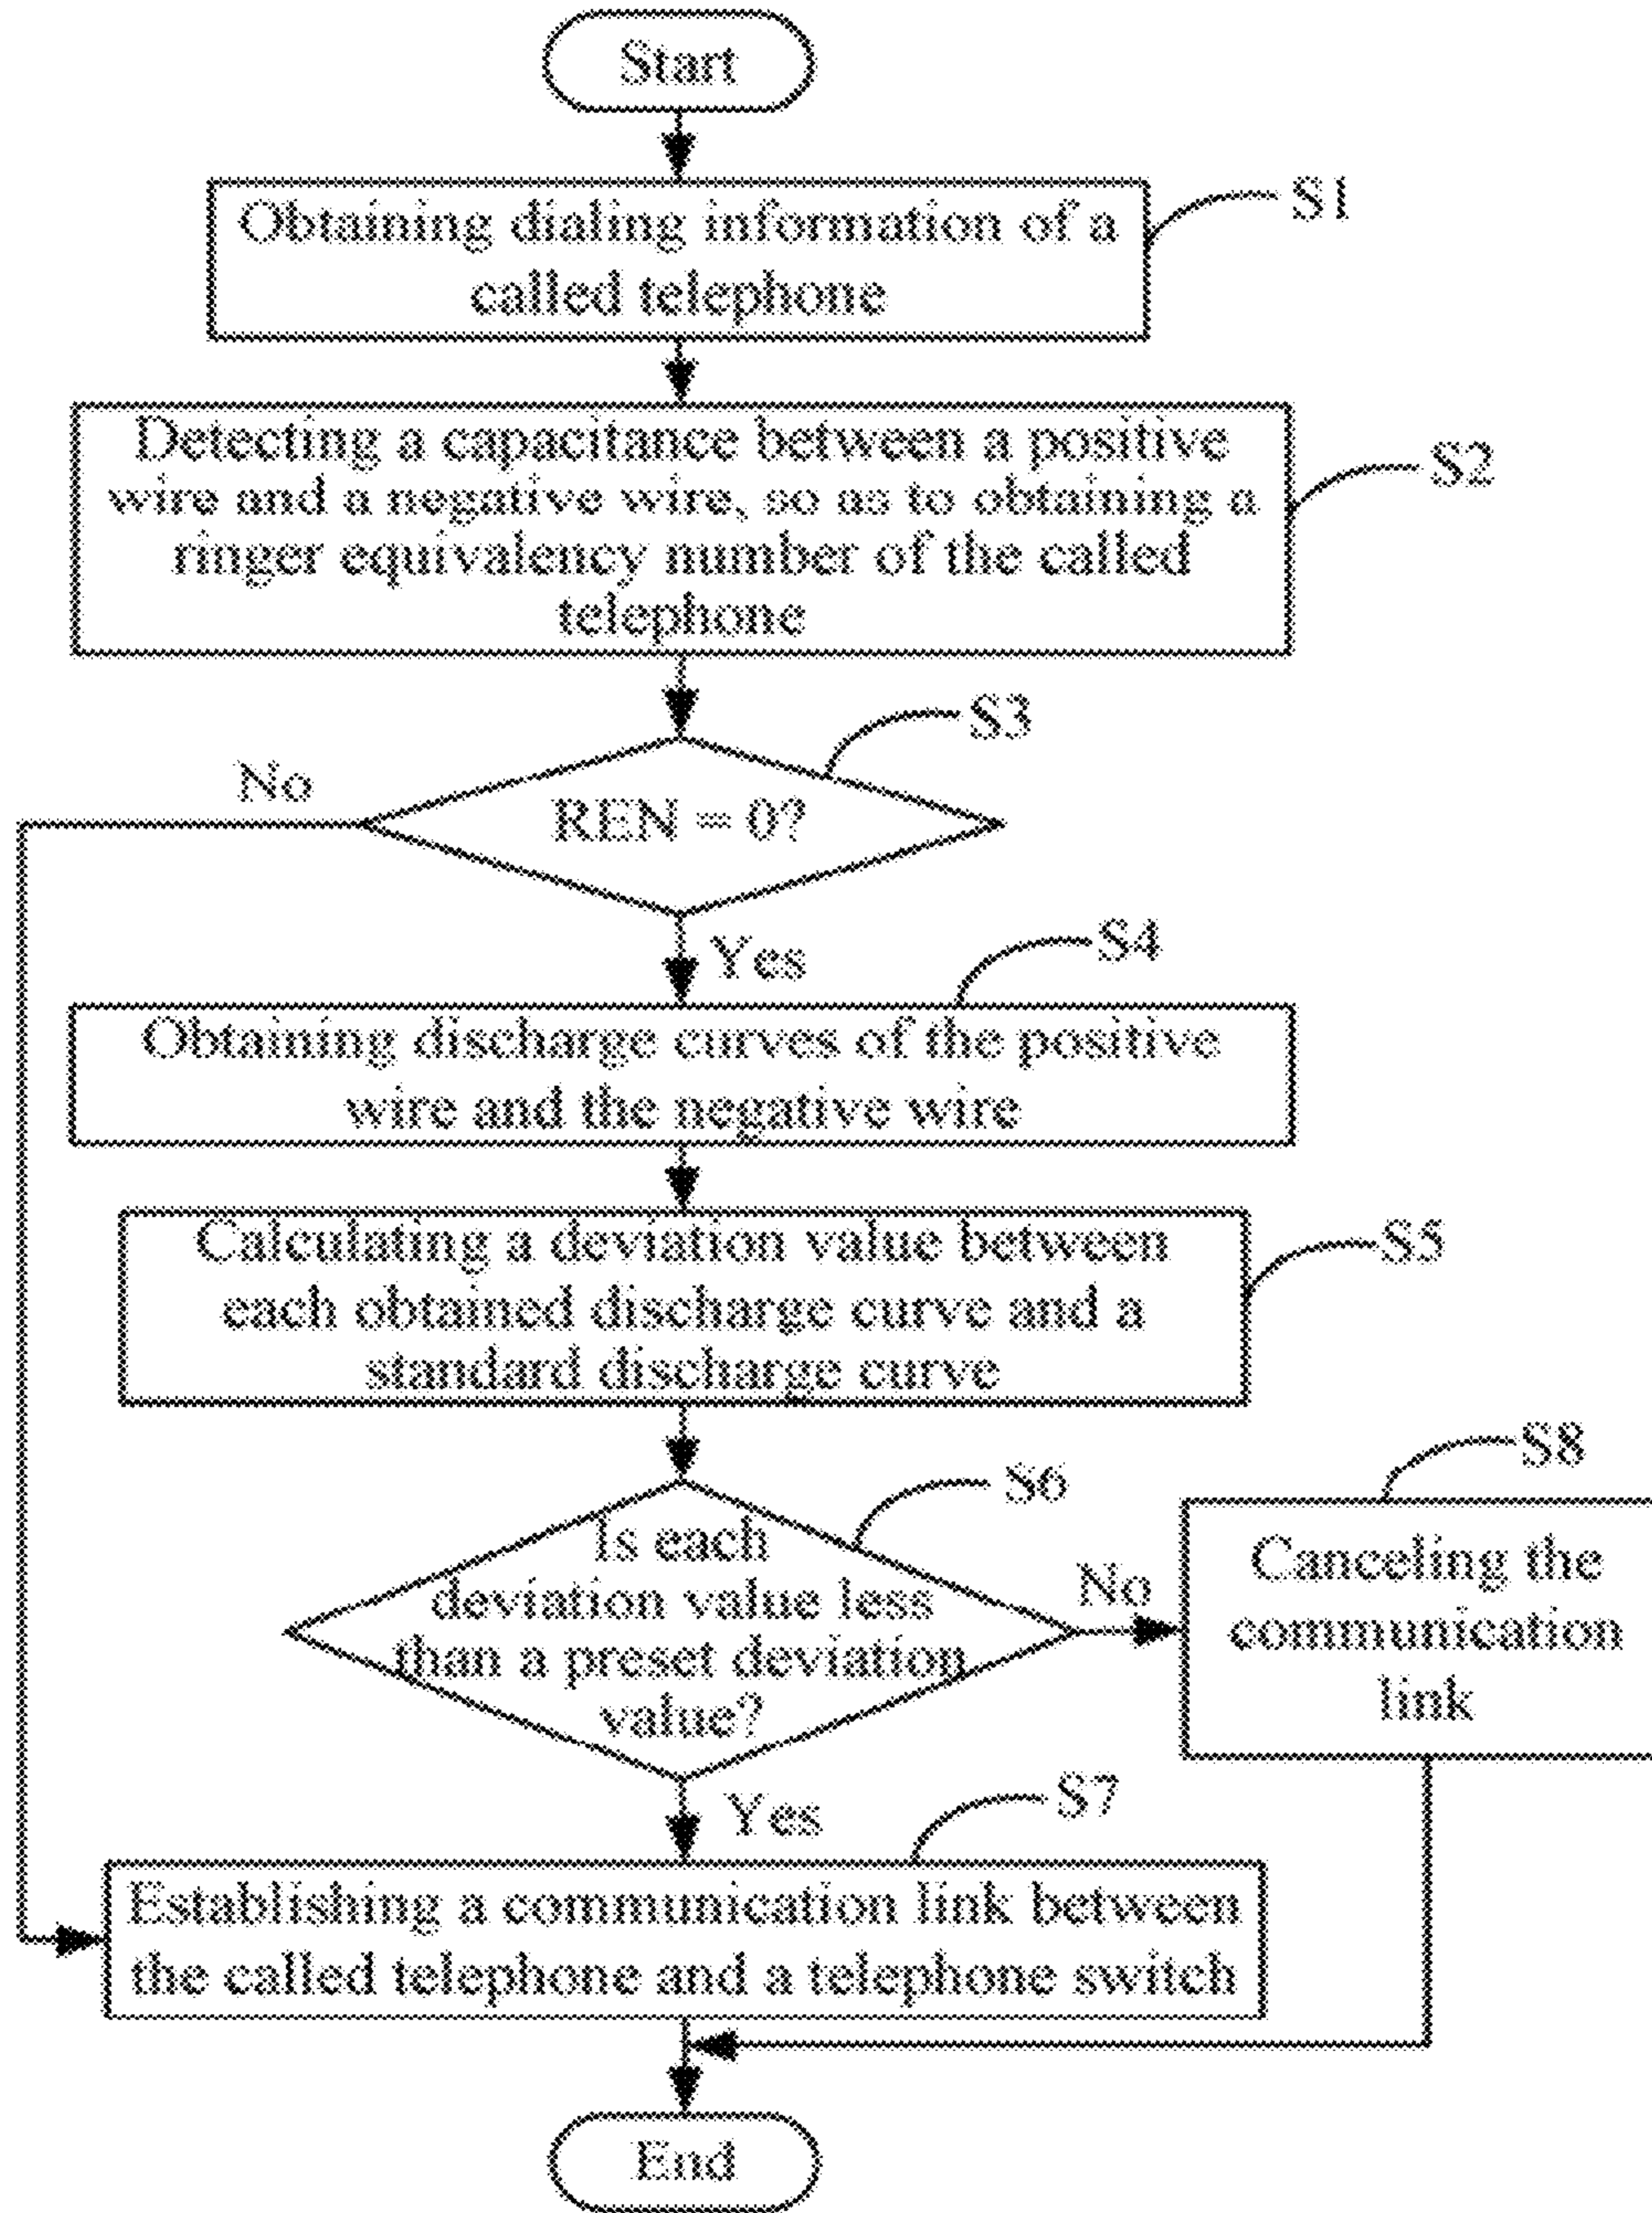 Start
Obtaining dialing information of a
called telephone
S1
Detecting a capacitance between a positive
wire and a negative wire, so as to obtaining a
ringer equivalency number of the called
telephone
S2
S3
No
REN = 0?
Yes
S4
Obtaining discharge curves of the positive
wire and the negative wire
Calculating a deviation value between
each obtained discharge curve and a
standard discharge curve
S5
S6
Is each
deviation value less
than a preset deviation
value?
No
S8
Canceling the
communication
link
Yes
S7
Establishing a communication link between
the called telephone and a telephone switch
End